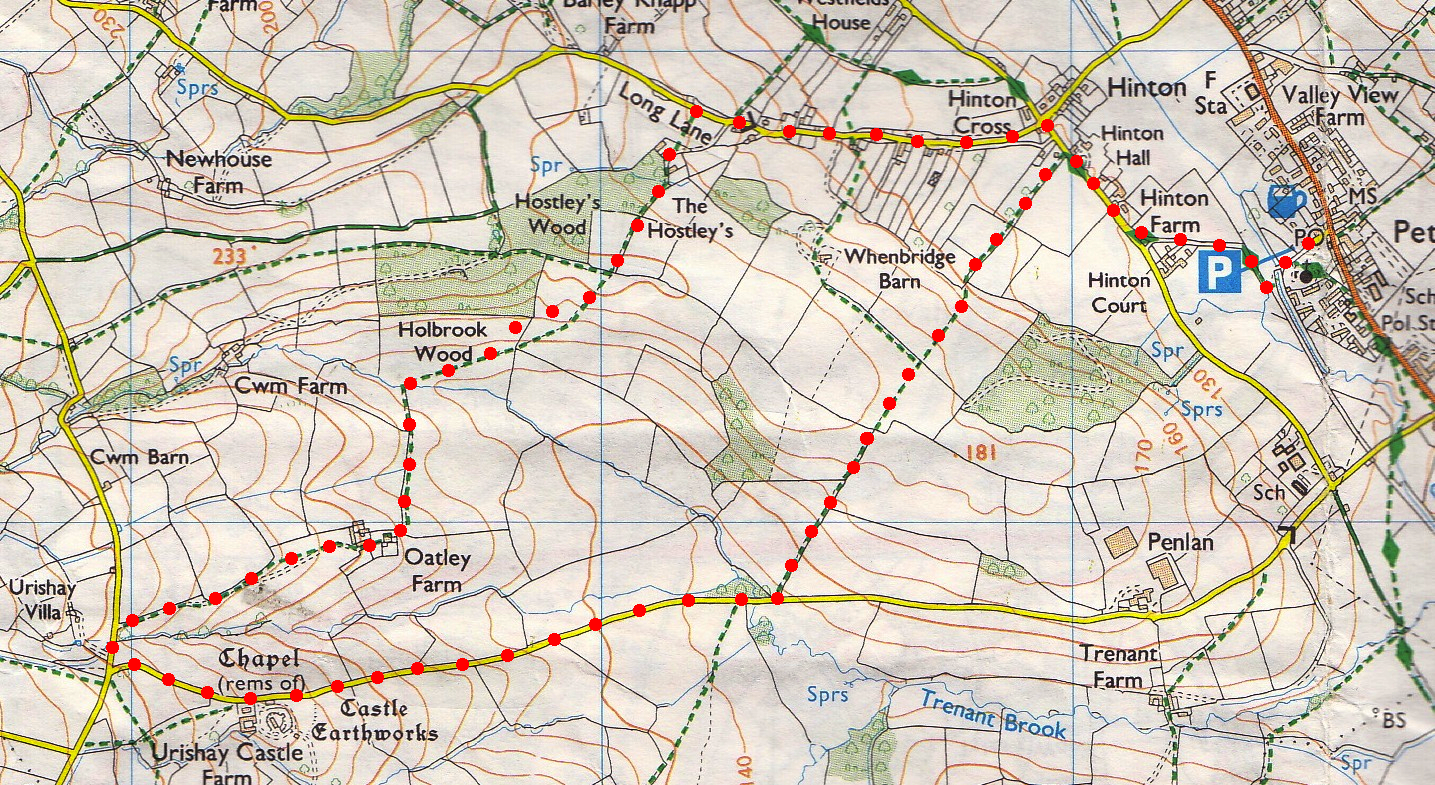 Farm
230
200
Barley Knapp
Farm
Westfields
House
Sprs
Long Lane
Hinton
Cross
Hinton
F
Sta
Valley View
Farm
Newhouse
Farm
Spr
Hinton
Hall
Hostley's
Wood
The
Hostley's
Hinton
Farm
MS
PO
Pet
233
Whenbridge
Barn
P
Hinton
Court
Sch
Pol St
Holbrook
Wood
Spr
Cwm Farm
Spr
Sprs
130
160
170
181
Cwm Barn
Sch
Oatley
Farm
Penlan
Urishay
Villa
Chapel
(rems of)
Castle
Earthworks
Trenant
Farm
Sprs
Trenant Brook
BS
Urishay Castle
Farm
140
Spr